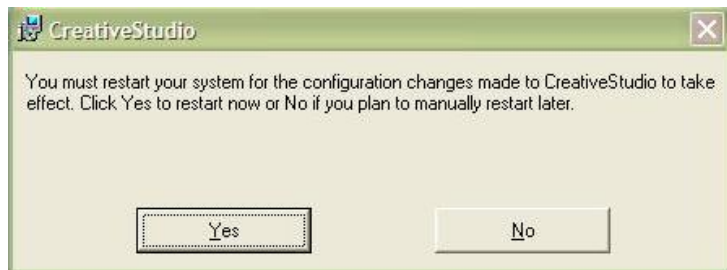 CreativeStudio
You must restart your system for the configuration changes made to CreativeStudio to take
effect. Click Yes to restart now or No if you plan to manually restart later.
Yes
No